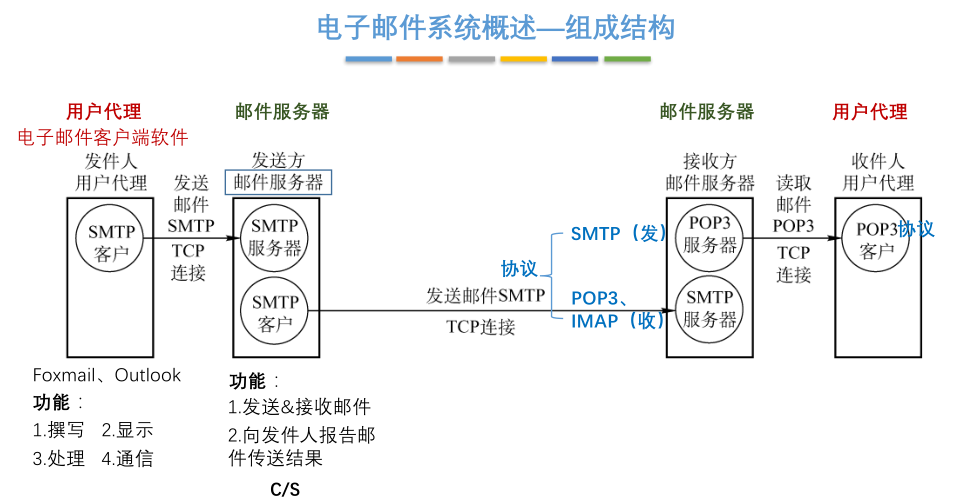 电子邮件系统概述—组成结构
用户代理
电子邮件客户端软件
邮件服务器
邮件服务器
用户代理
发件人
用户代理
发送
邮件
SMTP
TCP
连接
发送方
邮件服务器
接收方
邮件服务器
读取
邮件
POP3
TCP
连接
收件人
用户代理
SMTP
客户
SMTP
服务器
SMTP
客户
发送邮件SMTP
TCP连接
协议
SMTP（发）
POP3、
IMAP（收）
POP3
服务器
SMTP
服务器
POP3
客户
协议
Foxmail、Outlook
功能：
1.撰写 2.显示
3.处理 4.通信
功能：
1.发送&接收邮件
2.向发件人报告邮
件传送结果
C/S